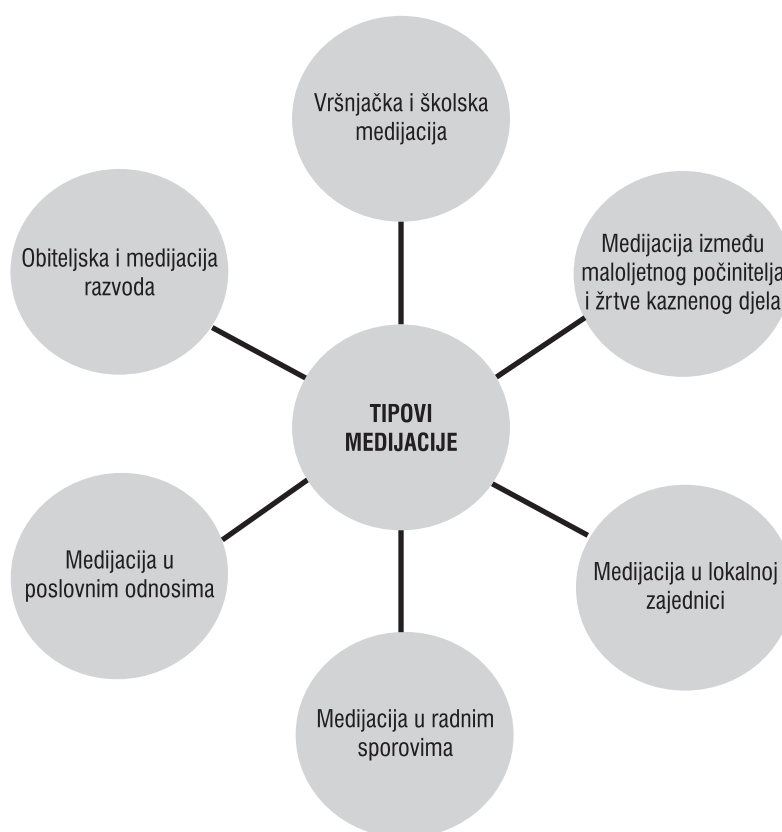 Vršnjačka i školska
medijacija
Obiteljska i medijacija
razvoda
Medijacija između
maloljetnog počinitelja
i žrtve kaznenog djela
TIPOVI
MEDIJACIJE
Medijacija u
poslovnim odnosima
Medijacija u lokalnoj
zajednici
Medijacija u radnim
sporovima